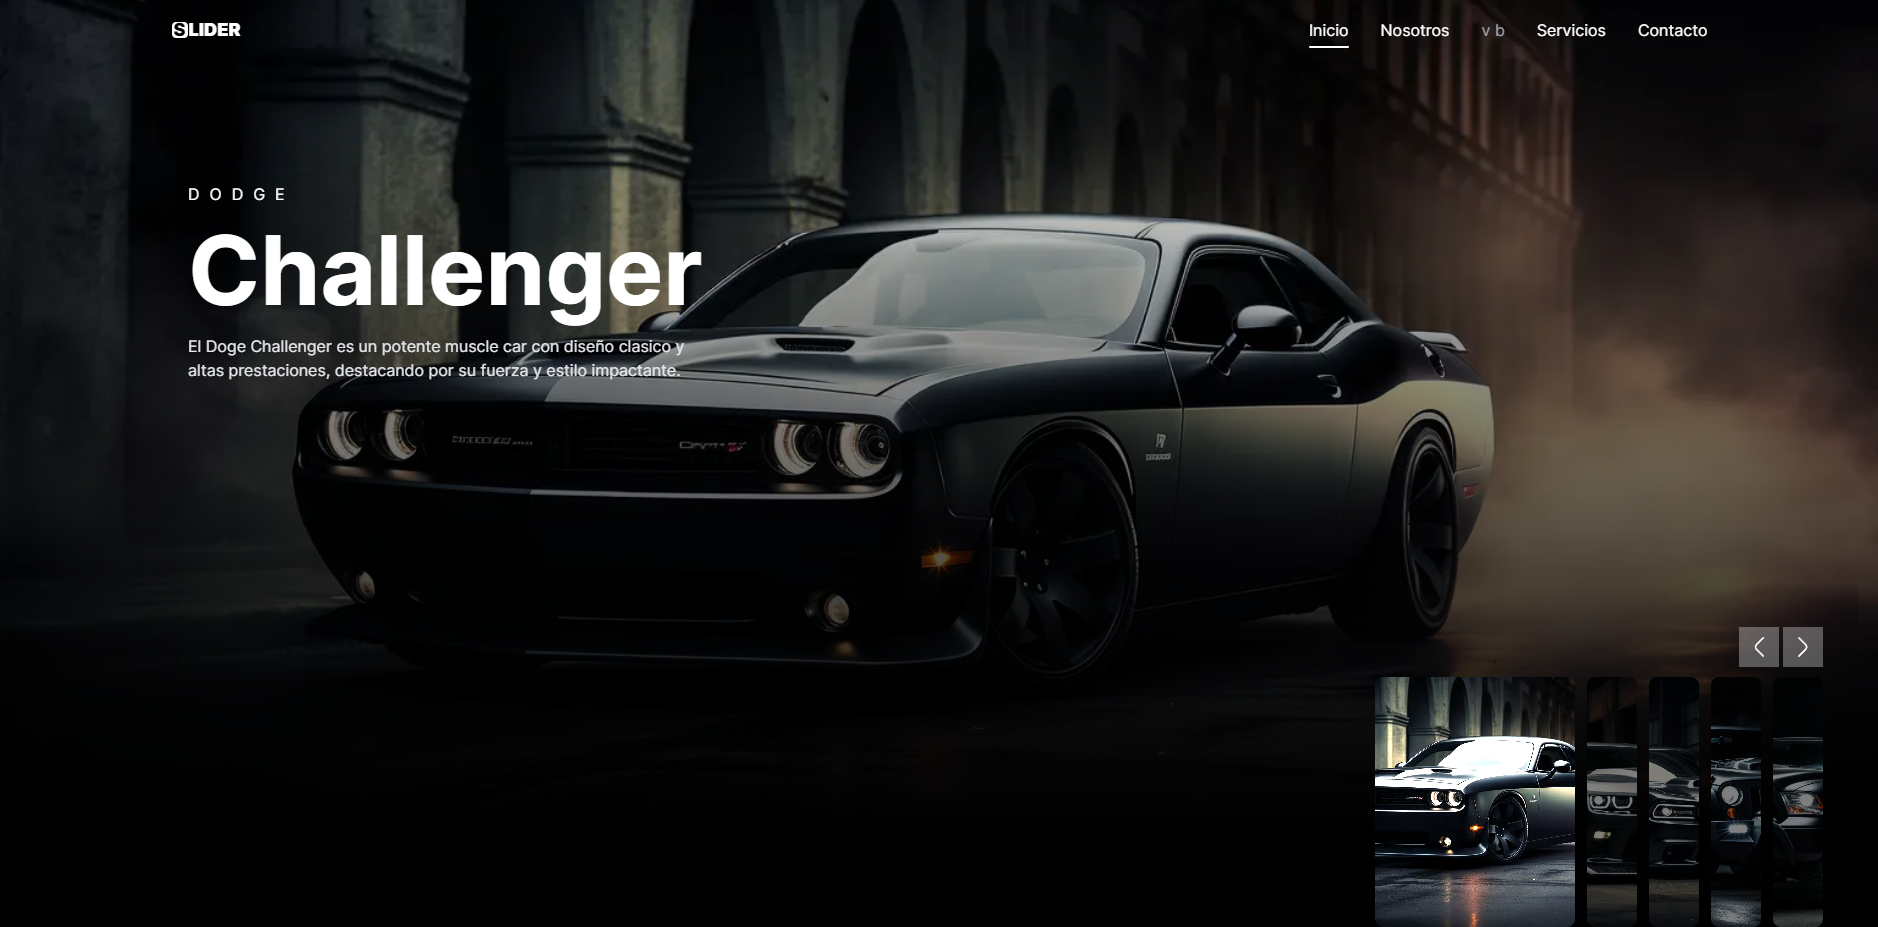 SLIDER
Inicio Nosotros v b Servicios Contacto
DODGE
Challenger
El Doge Challenger es un potente muscle car con diseño clasico y
altas prestaciones, destacando por su fuerza y estilo impactante.